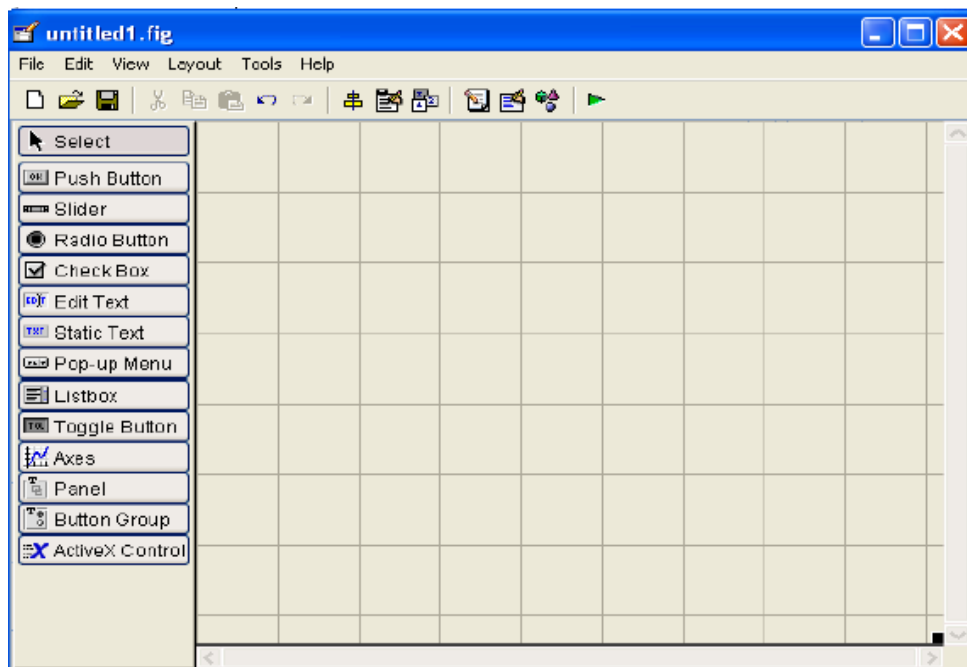 untitled1.fig
File Edit View Layout Tools Help
Select
Push Button
Slider
Radio Button
Check Box
Edit Text
Static Text
Pop-up Menu
Listbox
Toggle Button
Axes
Panel
Button Group
ActiveX Control